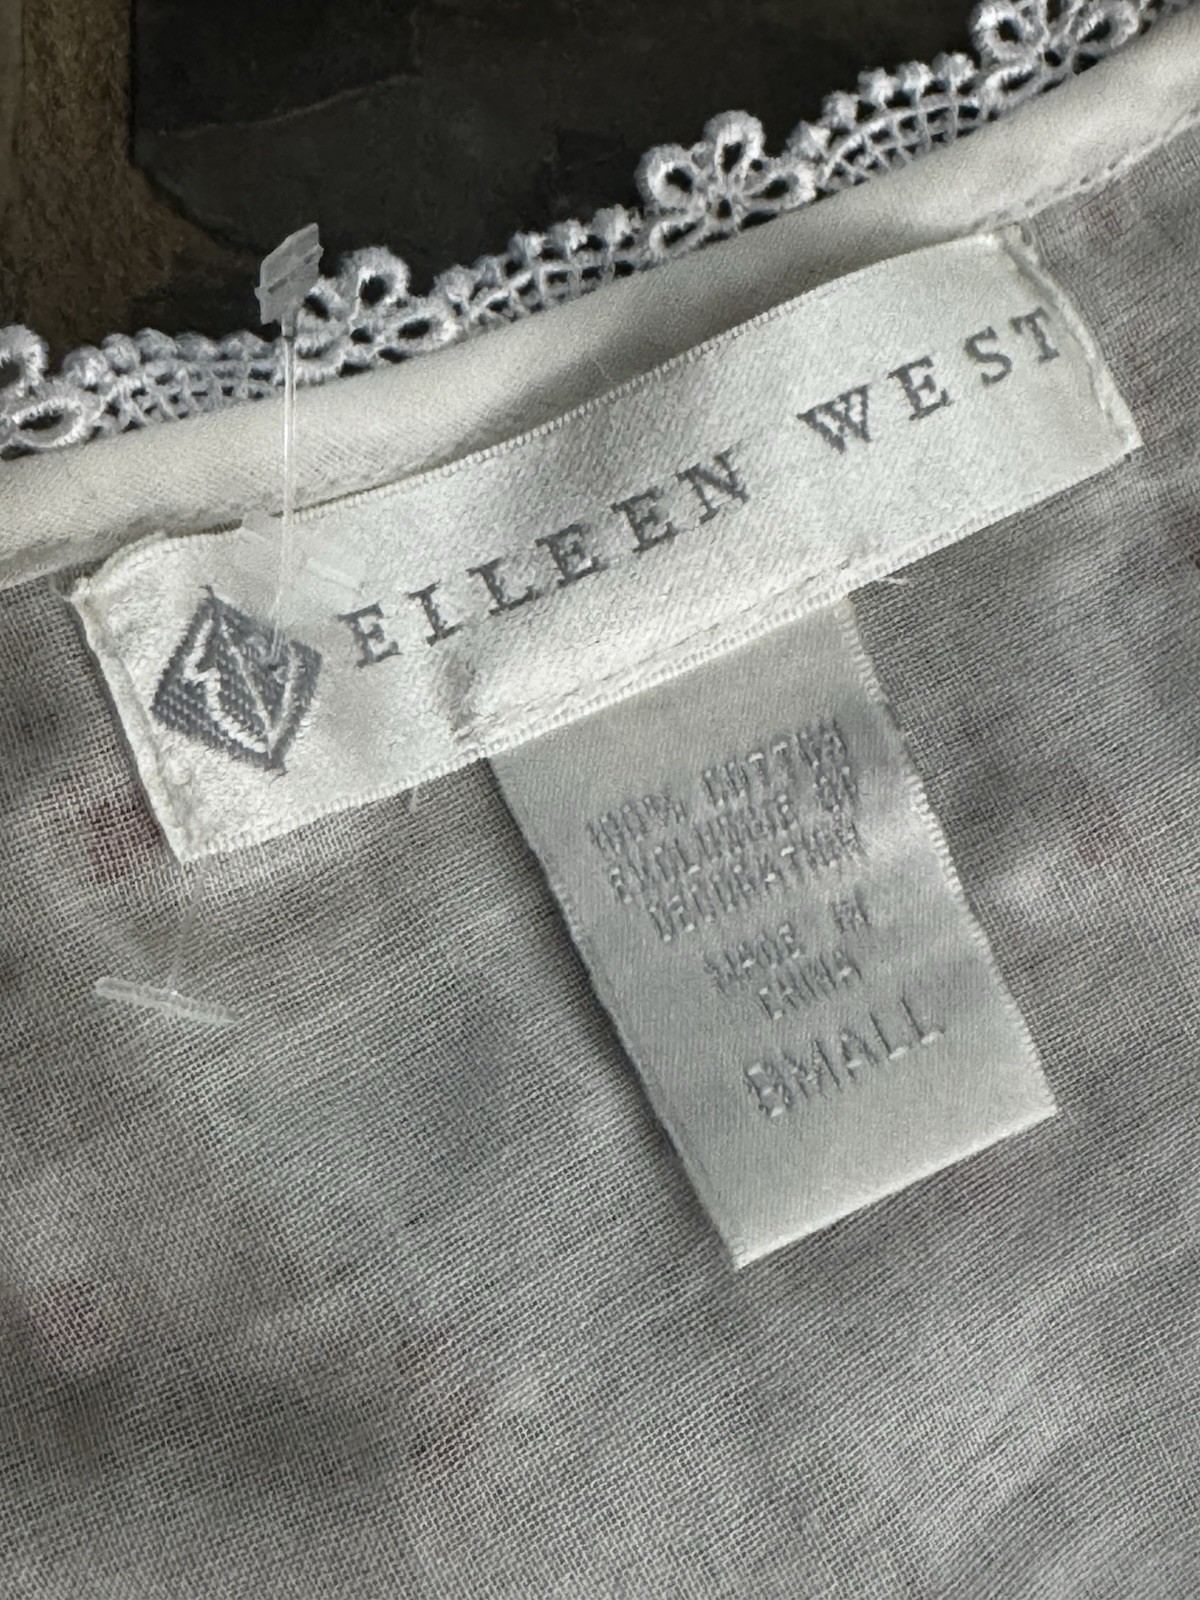 EILEEN WEST
100% COTTON
EXCLUSIVE OF
DECORATION
MADE IN
CHINA
SMALL